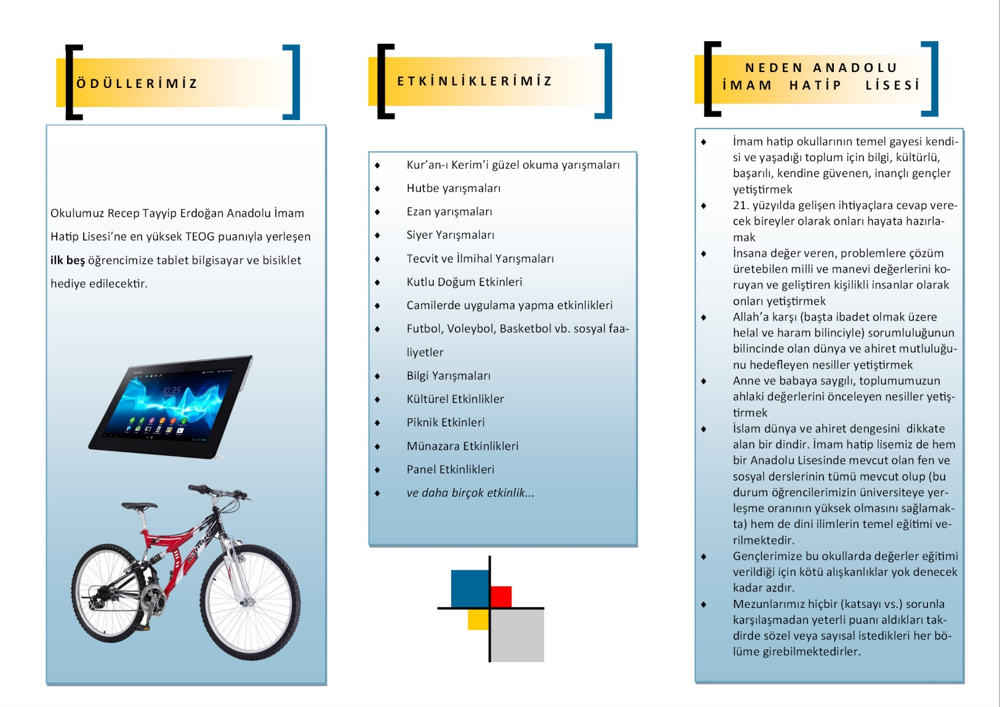 ÖDÜLLERİMİZ
Okulumuz Recep Tayyip Erdoğan Anadolu İmam
Hatip Lisesi’ne en yüksek TEOG puanıyla yerleşen
ilk beş öğrencimize tablet bilgisayar ve bisiklet
hediye edilecektir.
SONY
10:35
ETKİNLİKLERİMİZ
♦ Kur’an-ı Kerim’i güzel okuma yarışmaları
♦ Hutbe yarışmaları
♦ Ezan yarışmaları
♦ Siyer Yarışmaları
♦ Tecvit ve İlmihal Yarışmaları
♦ Kutlu Doğum Etkinleri
♦ Camilerde uygulama yapma etkinlikleri
♦ Futbol, Voleybol, Basketbol vb. sosyal faa-
liyetler
♦ Bilgi Yarışmaları
♦ Kültürel Etkinlikler
♦ Piknik Etkinleri
♦ Münazara Etkinlikleri
♦ Panel Etkinlikleri
♦ ve daha birçok etkinlik...
NEDEN ANADOLU
İMAM HATİP LİSESİ
♦ İmam hatip okullarının temel gayesi kendi-
si ve yaşadığı toplum için bilgi, kültürlü,
başarılı, kendine güvenen, inançlı gençler
yetiştirmek
♦ 21. yüzyılda gelişen ihtiyaçlara cevap vere-
cek bireyler olarak onları hayata hazırla-
mak
♦ İnsana değer veren, problemlere çözüm
üretebilen milli ve manevi değerlerini ko-
ruyan ve geliştiren kişilikli insanlar olarak
onları yetiştirmek
♦ Allah’a karşı (başta ibadet olmak üzere
helal ve haram bilinciyle) sorumluluğunun
bilincinde olan dünya ve ahiret mutluluğu-
nu hedefleyen nesiller yetiştirmek
♦ Anne ve babaya saygılı, toplumumuzun
ahlaki değerlerini önceleyen nesiller yetiş-
tirmek
♦ İslam dünya ve ahiret dengesini dikkate
alan bir dindir. İmam hatip lisemiz de hem
bir Anadolu Lisesinde mevcut olan fen ve
sosyal derslerinin tümü mevcut olup (bu
durum öğrencilerimizin üniversiteye yer-
leşme oranının yüksek olmasını sağlamak-
ta) hem de dini ilimlerin temel eğitimi ve-
rilmektedir.
♦ Gençlerimize bu okullarda değerler eğitimi
verildiği için kötü alışkanlıklar yok denecek
kadar azdır.
♦ Mezunlarımız hiçbir (katsayı vs.) sorunla
karşılaşmadan yeterli puanı aldıkları tak-
dirde sözel veya sayısal istedikleri her bö-
lüme girebilmektedirler.